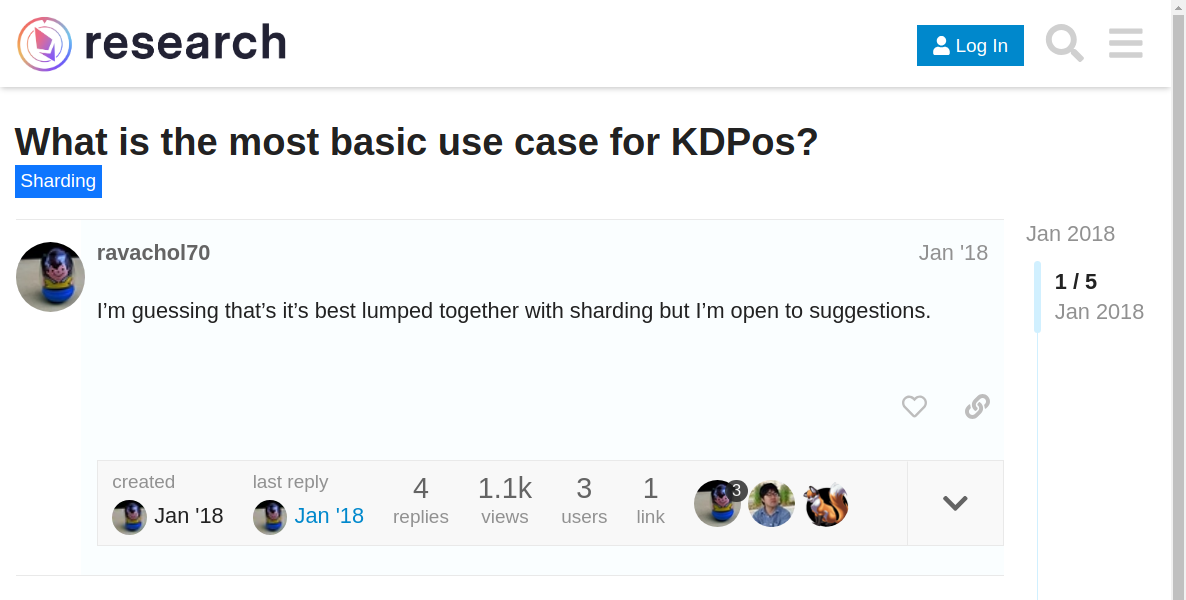 research
Log In
What is the most basic use case for KDPos?
Sharding
ravachol70
Jan '18
I’m guessing that’s it’s best lumped together with sharding but I’m open to suggestions.
Jan 2018
1 / 5
Jan 2018
created
Jan '18
last reply
Jan '18
4
replies
1.1k
views
3
users
1
link
3